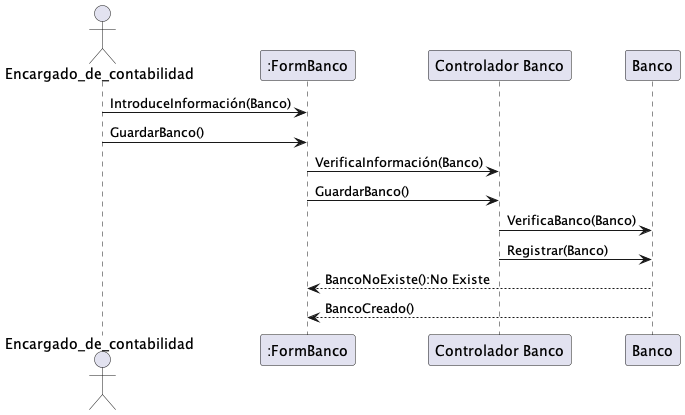 Encargado_de_contabilidad
:FormBanco
Controlador Banco
Banco
IntroduceInformación(Banco)
GuardarBanco()
VerificaInformación(Banco)
GuardarBanco()
VerificaBanco(Banco)
Registrar(Banco)
BancoNoExiste():No Existe
BancoCreado()
Encargado_de_contabilidad
:FormBanco
Controlador Banco
Banco